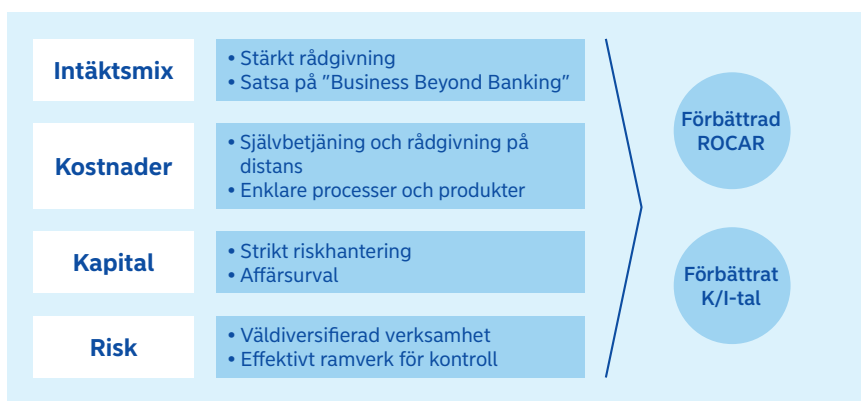 Intäktsmix
• Stärkt rådgivning
• Satsa på ”Business Beyond Banking”
Kostnader
• Självbetjäning och rådgivning på
distans
• Enklare processer och produkter
Kapital
• Strikt riskhantering
• Affärsurval
Risk
• Väldiversifierad verksamhet
• Effektivt ramverk för kontroll
Förbättrad
ROCAR
Förbättrat
K/I-tal